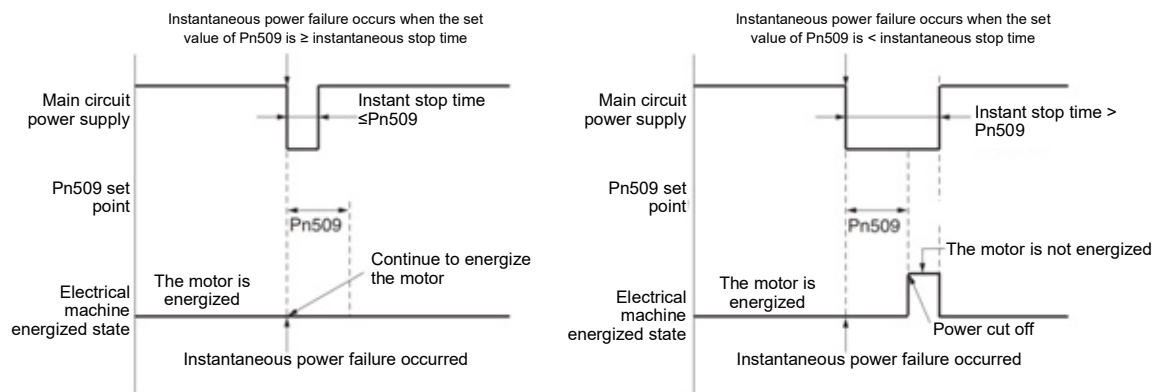 Instantaneous power failure occurs when the set
value of Pn509 is ≥ instantaneous stop time
Main circuit
power supply
Instant stop time
≤Pn509
Pn509 set
point
Pn509
Continue to energize
the motor
The motor is
energized
Electrical
machine
energized state
Instantaneous power failure occurred
Instantaneous power failure occurs when the set
value of Pn509 is < instantaneous stop time
Main circuit
power supply
Instant stop time >
Pn509
Pn509 set
point
Pn509
The motor is not energized
The motor is
energized
Electrical
machine
energized state
Power cut off
Instantaneous power failure occurred